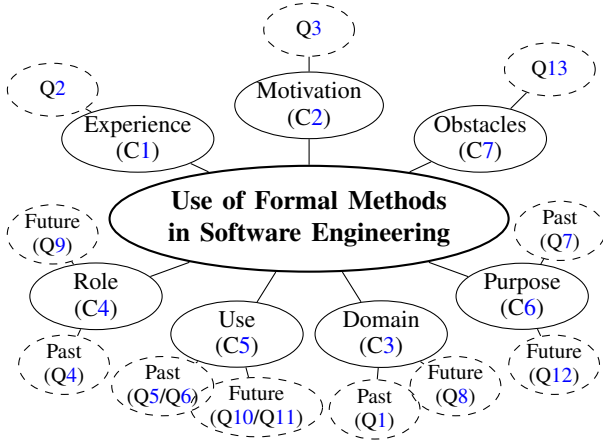 Q3
Q2
Q13
Motivation
(C2)
Experience
(C1)
Obstacles
(C7)
Use of Formal Methods
in Software Engineering
Future
(Q9)
Past
(Q7)
Role
(C4)
Purpose
(C6)
Use
(C5)
Domain
(C3)
Past
(Q4)
Past
(Q5/Q6)
Future
(Q10/Q11)
Past
(Q1)
Future
(Q8)
Future
(Q12)